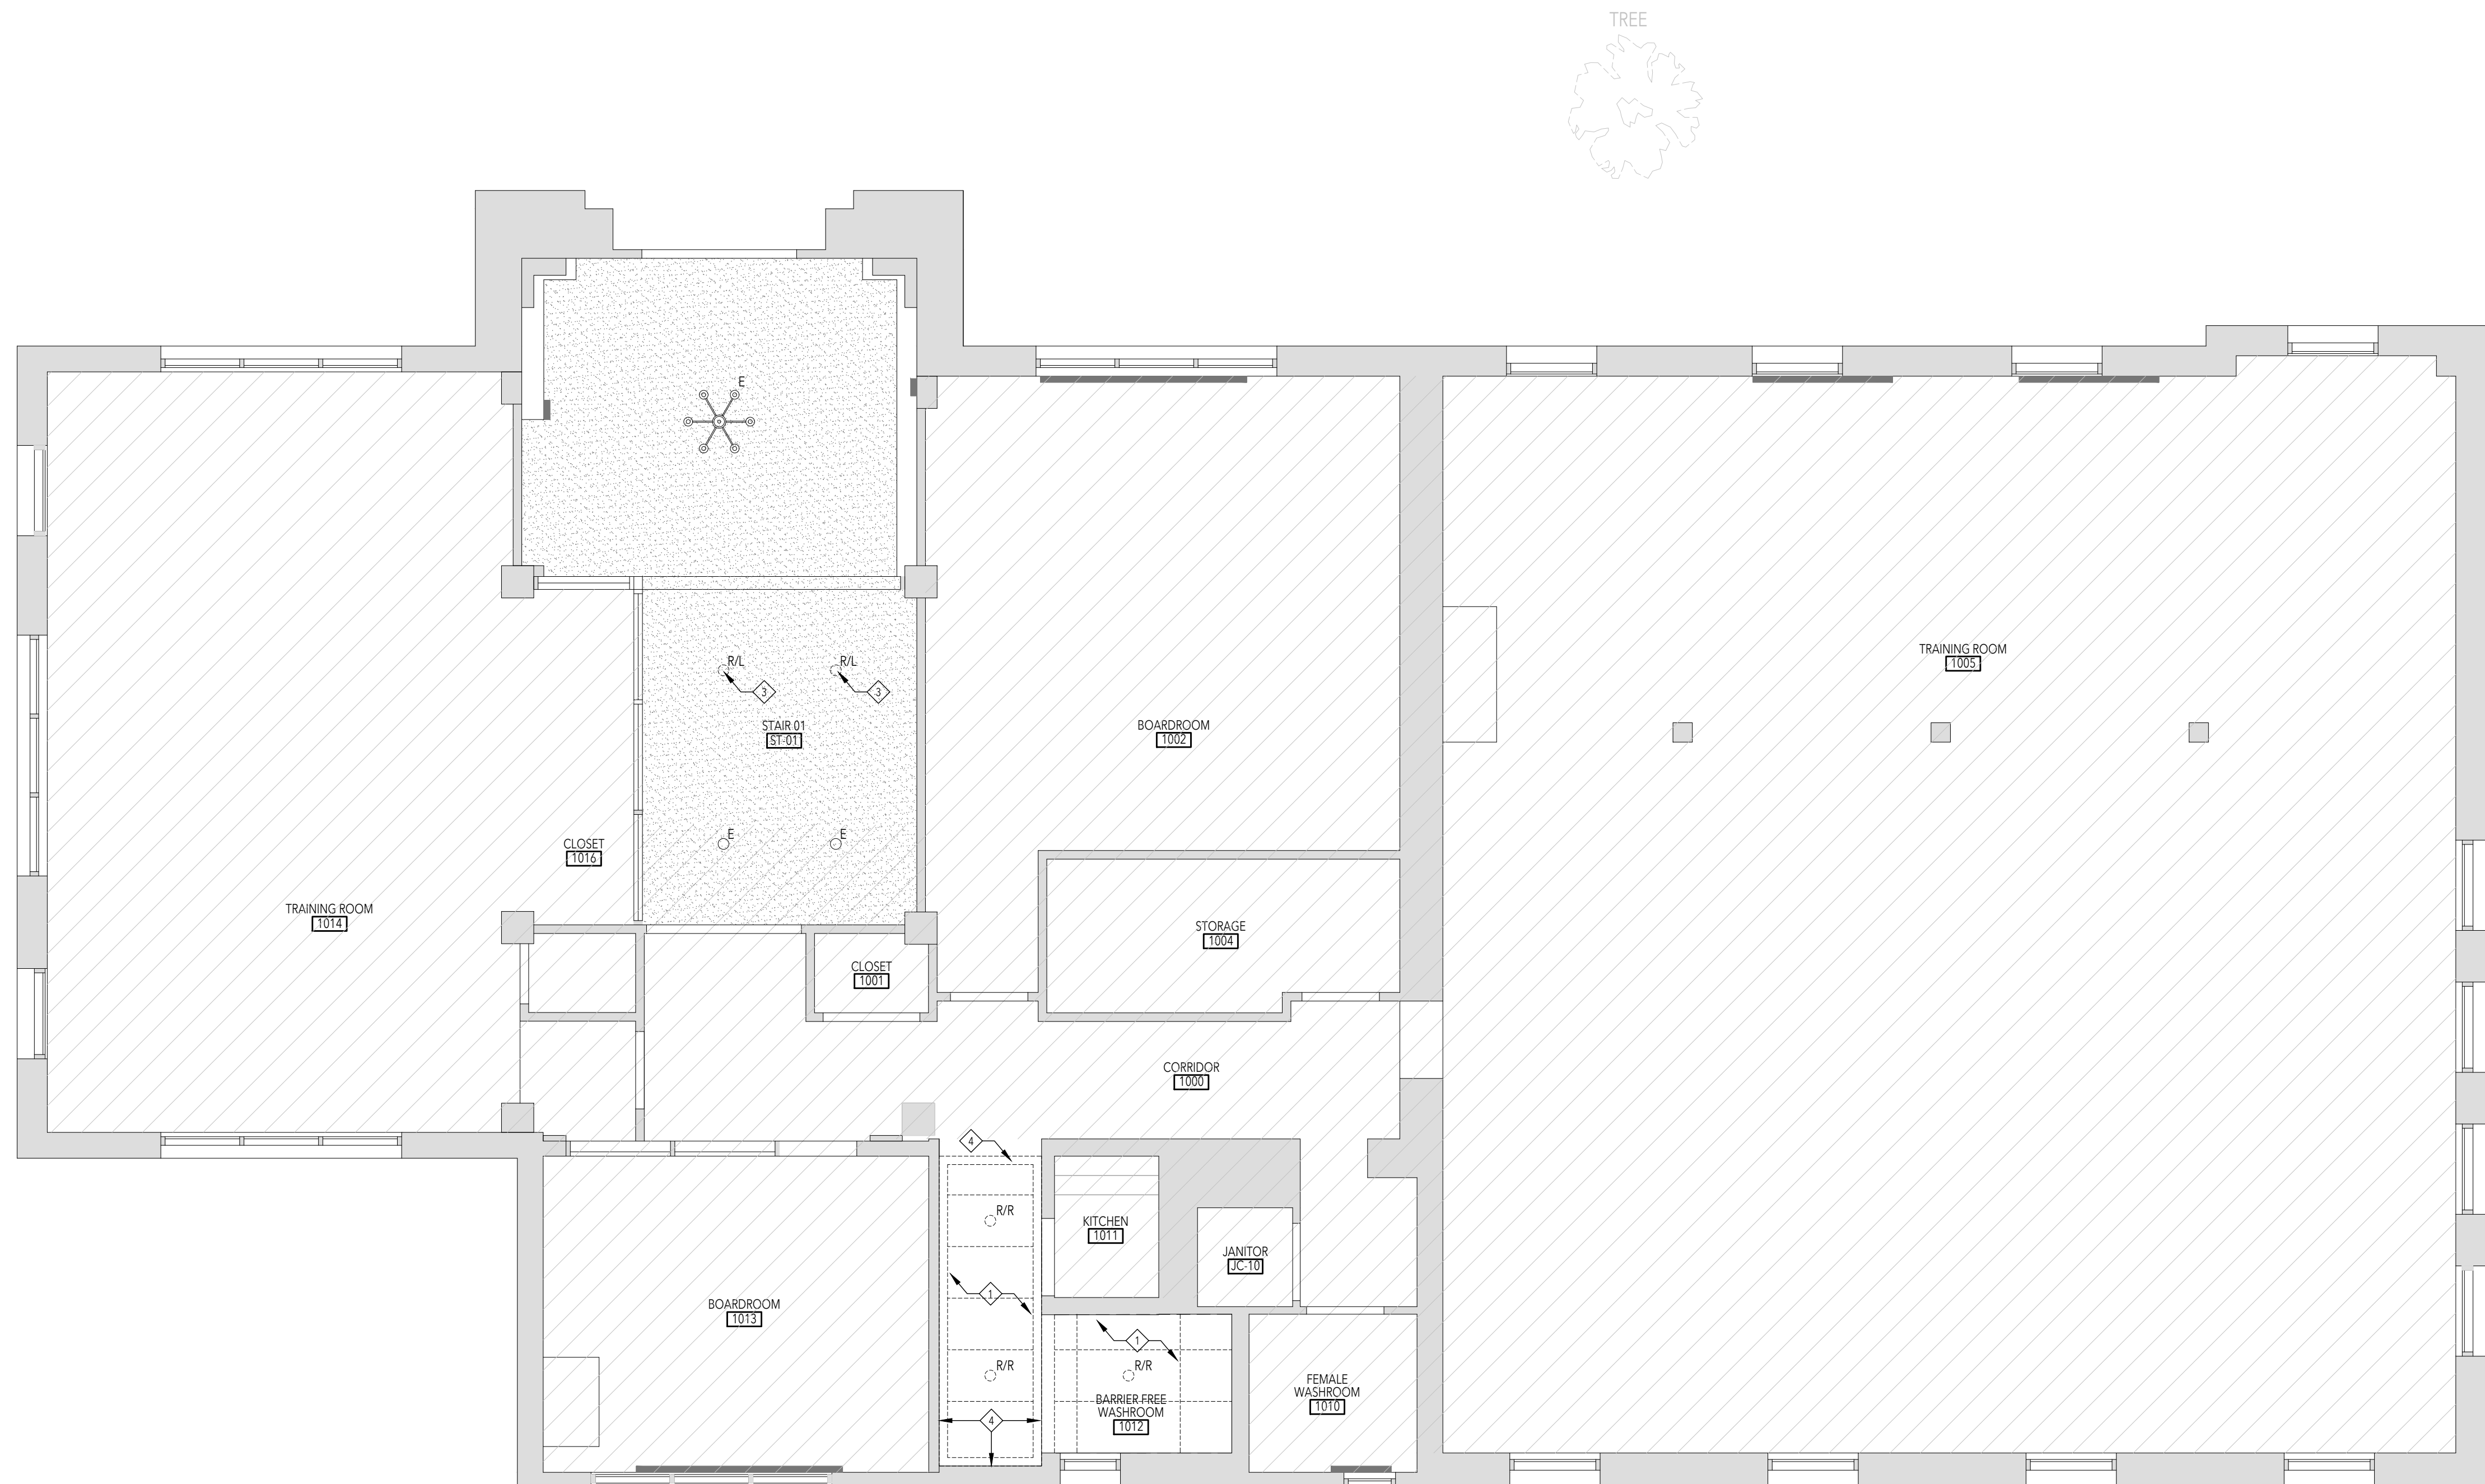 TREE
E
R/L
R/L
3
3
TRAINING ROOM
1005
STAIR 01
ST-01
BOARDROOM
1002
E
E
CLOSET
1016
TRAINING ROOM
1014
STORAGE
1004
CLOSET
1001
CORRIDOR
1000
4
R/R
KITCHEN
1011
JANITOR
JC-10
1
BOARDROOM
1013
1
R/R
R/R
FEMALE
WASHROOM
1010
BARRIER FREE
WASHROOM
1012
4